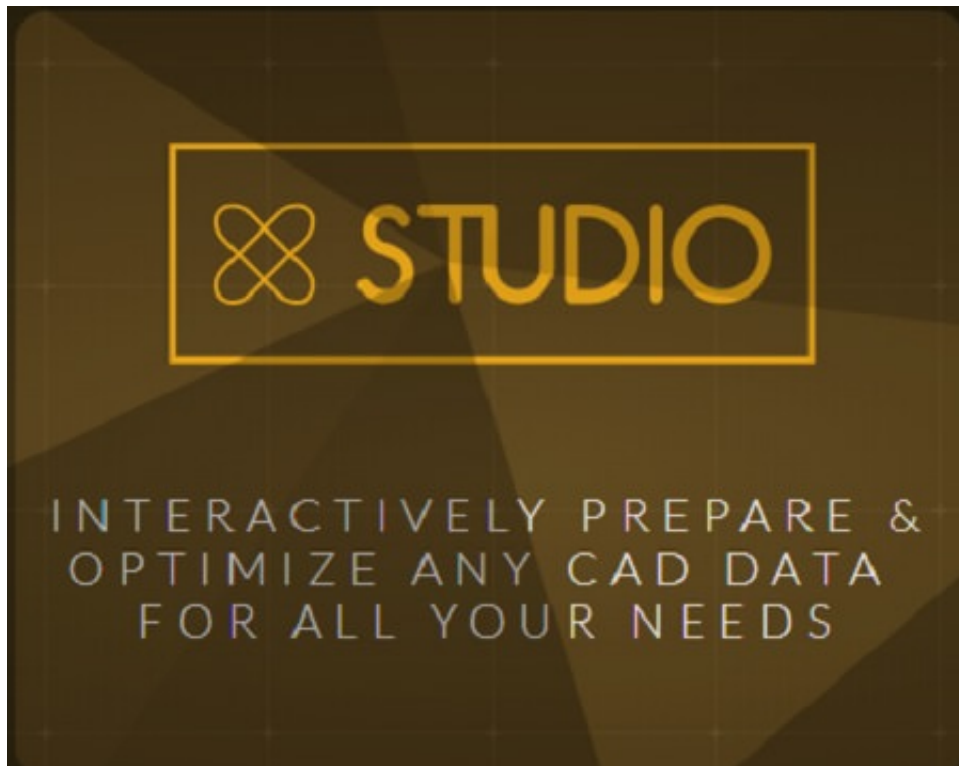 STUDIO
INTERACTIVELY PREPARE &
OPTIMIZE ANY CAD DATA
FOR ALL YOUR NEEDS